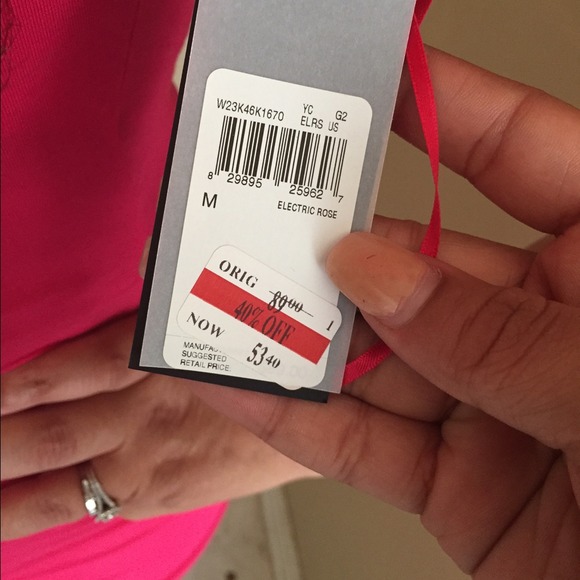 W23K46K1670 YC G2
ELRS US
8 29895 25962 7
M ELECTRIC ROSE
ORIG 89.00 1
40% OFF
NOW 53.40
SUGGESTED
RETAIL PRICE: